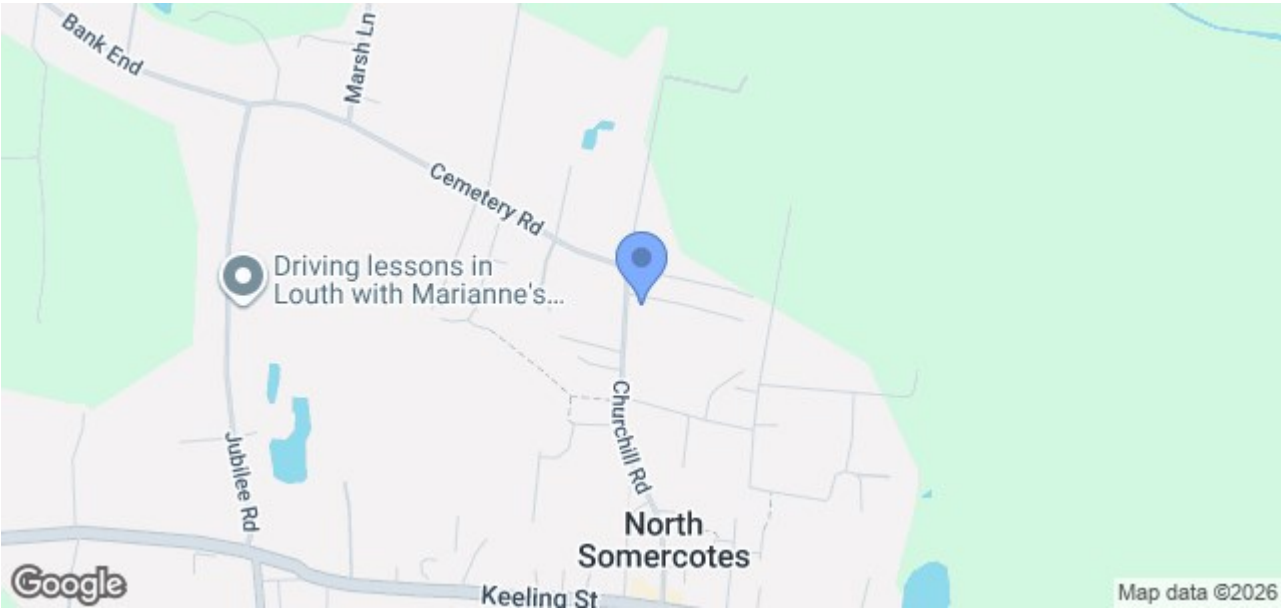 Bank End
Marsh Ln
Cemetery Rd
Driving lessons in
Louth with Marianne's...
Churchill Rd
Jubilee Rd
North
Somercotes
Keeling St
Google
Map data ©2026